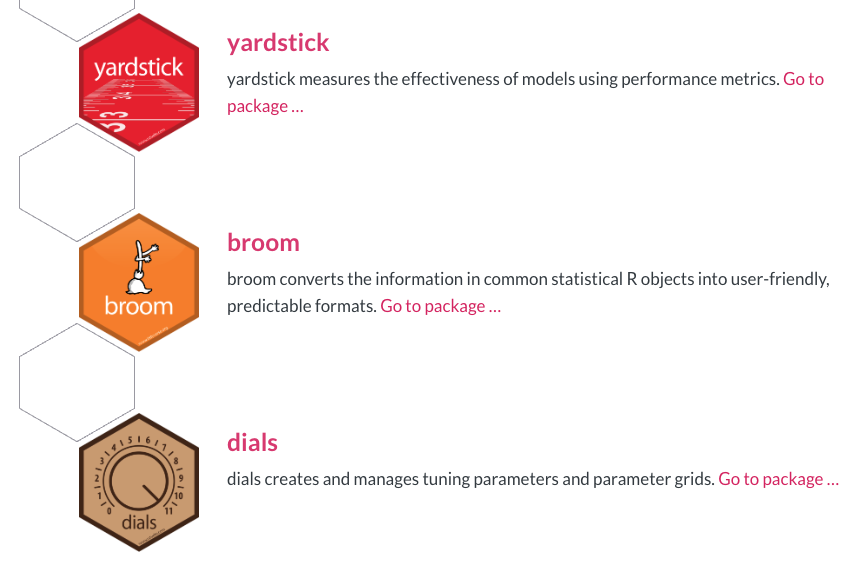 yardstick
yardstick
yardstick measures the effectiveness of models using performance metrics. Go to
package …
broom
broom
broom converts the information in common statistical R objects into user-friendly,
predictable formats. Go to package …
dials
dials creates and manages tuning parameters and parameter grids. Go to package …
0 1 2 3 4 5 6 7 8 9 10 11
dials